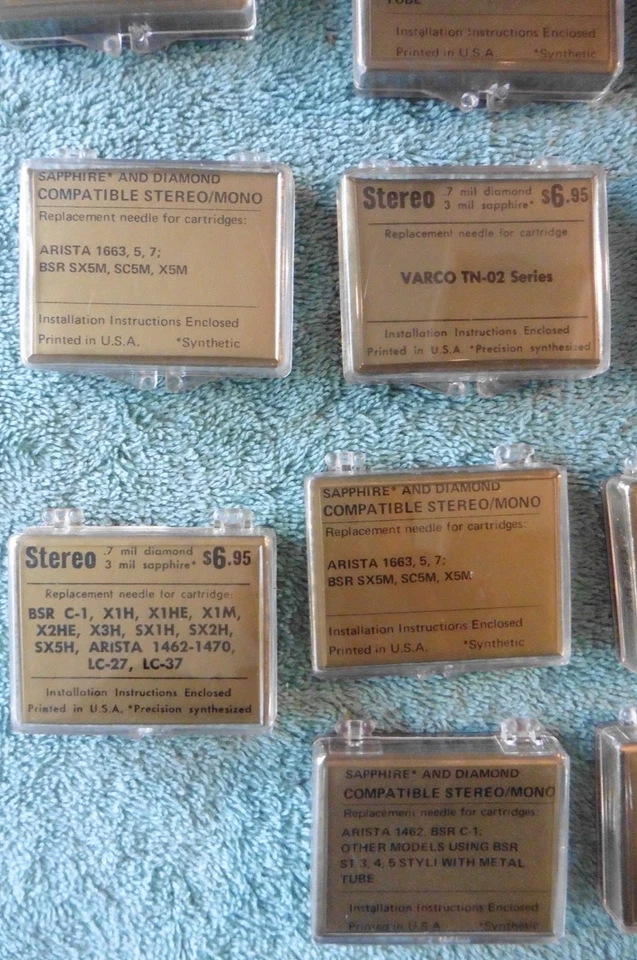 TUBE
Installation Instructions Enclosed
Printed in U.S.A. *Synthetic
SAPPHIRE* AND DIAMOND
COMPATIBLE STEREO/MONO
Replacement needle for cartridges:
ARISTA 1663, 5, 7;
BSR SX5M, SC5M, X5M
Installation Instructions Enclosed
Printed in U.S.A. *Synthetic
Stereo .7 mil diamond
3 mil sapphire* $6.95
Replacement needle for cartridge
VARCO TN-02 Series
Installation Instructions Enclosed
Printed in U.S.A. *Precision synthesized
Stereo .7 mil diamond
3 mil sapphire* $6.95
Replacement needle for cartridge:
BSR C-1, X1H, X1HE, X1M,
X2HE, X3H, SX1H, SX2H,
SX5H, ARISTA 1462-1470,
LC-27, LC-37
Installation Instructions Enclosed
Printed in U.S.A. *Precision synthesized
SAPPHIRE* AND DIAMOND
COMPATIBLE STEREO/MONO
Replacement needle for cartridges:
ARISTA 1663, 5, 7;
BSR SX5M, SC5M, X5M
Installation Instructions Enclosed
Printed in U.S.A. *Synthetic
SAPPHIRE* AND DIAMOND
COMPATIBLE STEREO/MONO
Replacement needle for cartridges:
ARISTA 1462, BSR C-1;
OTHER MODELS USING BSR
ST 3, 4, 5 STYLI WITH METAL
TUBE
Installation Instructions Enclosed
Printed in U.S.A. *Synthetic